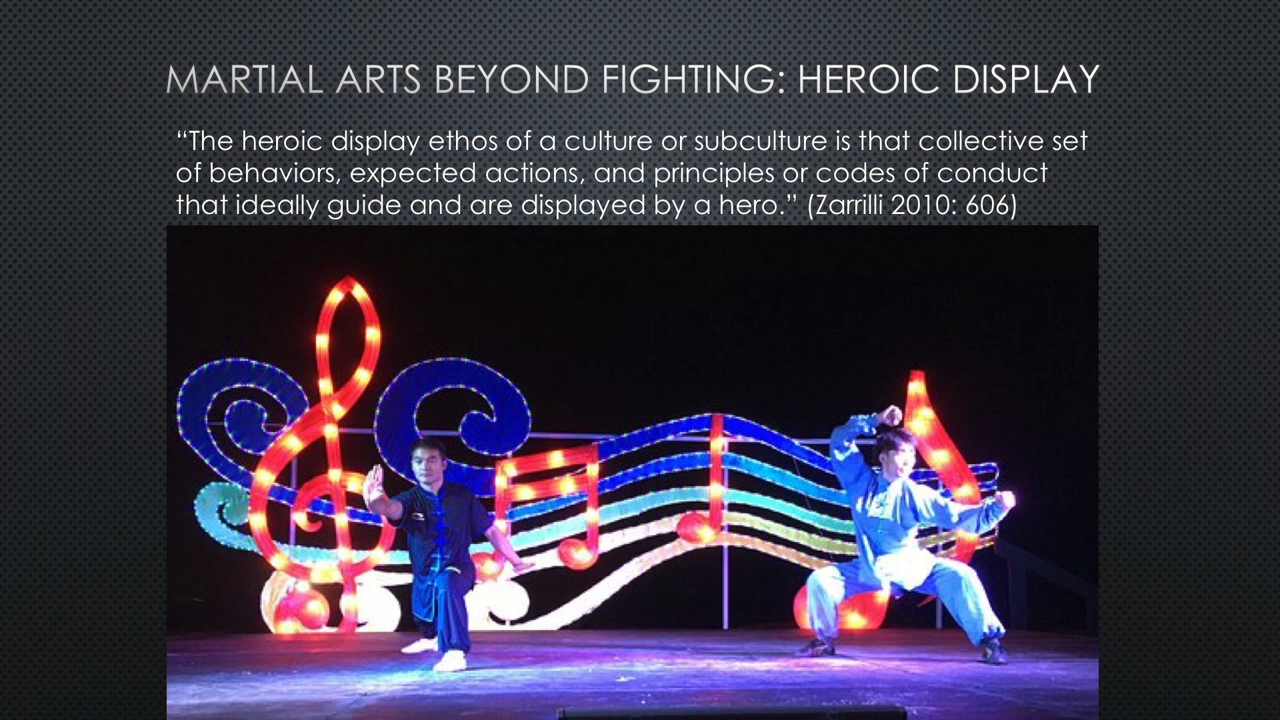 MARTIAL ARTS BEYOND FIGHTING: HEROIC DISPLAY
“The heroic display ethos of a culture or subculture is that collective set
of behaviors, expected actions, and principles or codes of conduct
that ideally guide and are displayed by a hero.” (Zarrilli 2010: 606)